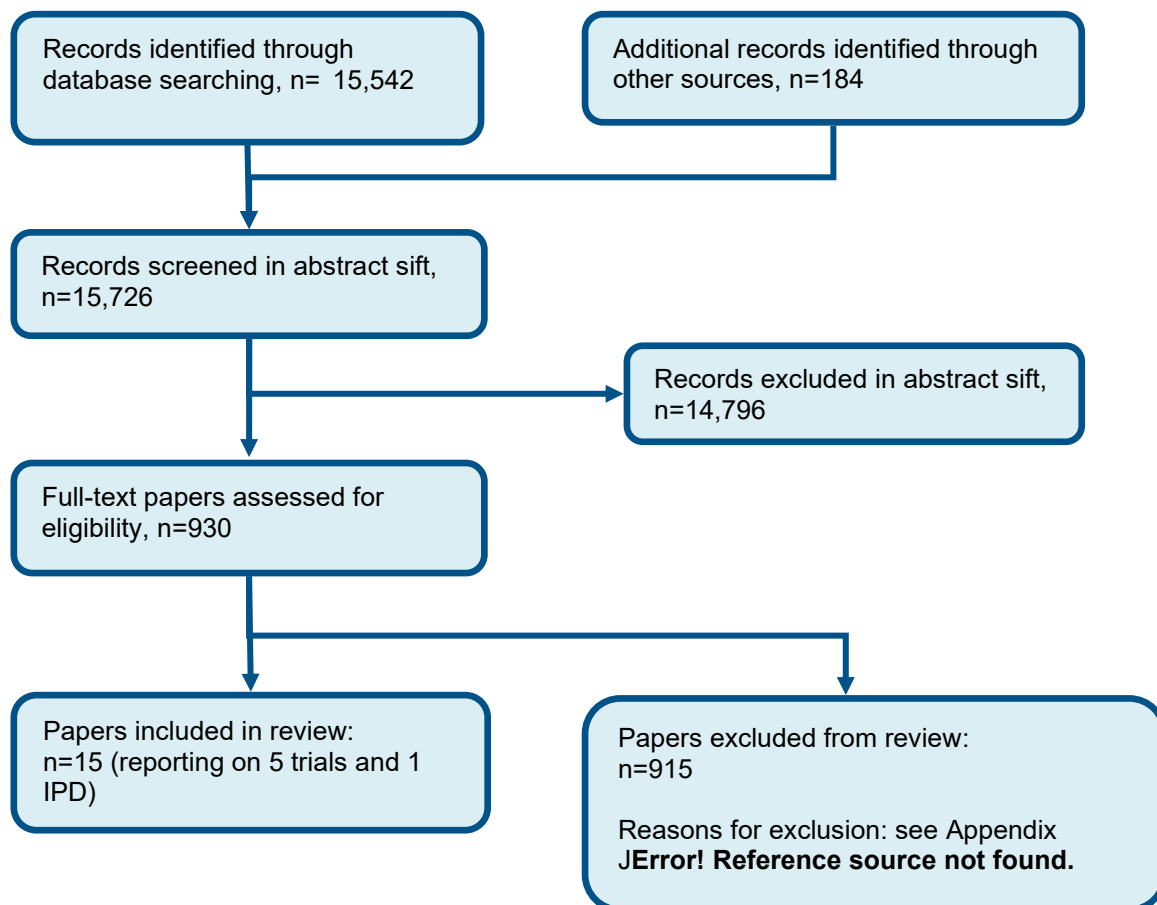 Records identified through
database searching, n= 15,542
Additional records identified through
other sources, n=184
Records screened in abstract sift,
n=15,726
Records excluded in abstract sift,
n=14,796
Full-text papers assessed for
eligibility, n=930
Papers included in review:
n=15 (reporting on 5 trials and 1
IPD)
Papers excluded from review:
n=915
Reasons for exclusion: see Appendix
JError! Reference source not found.